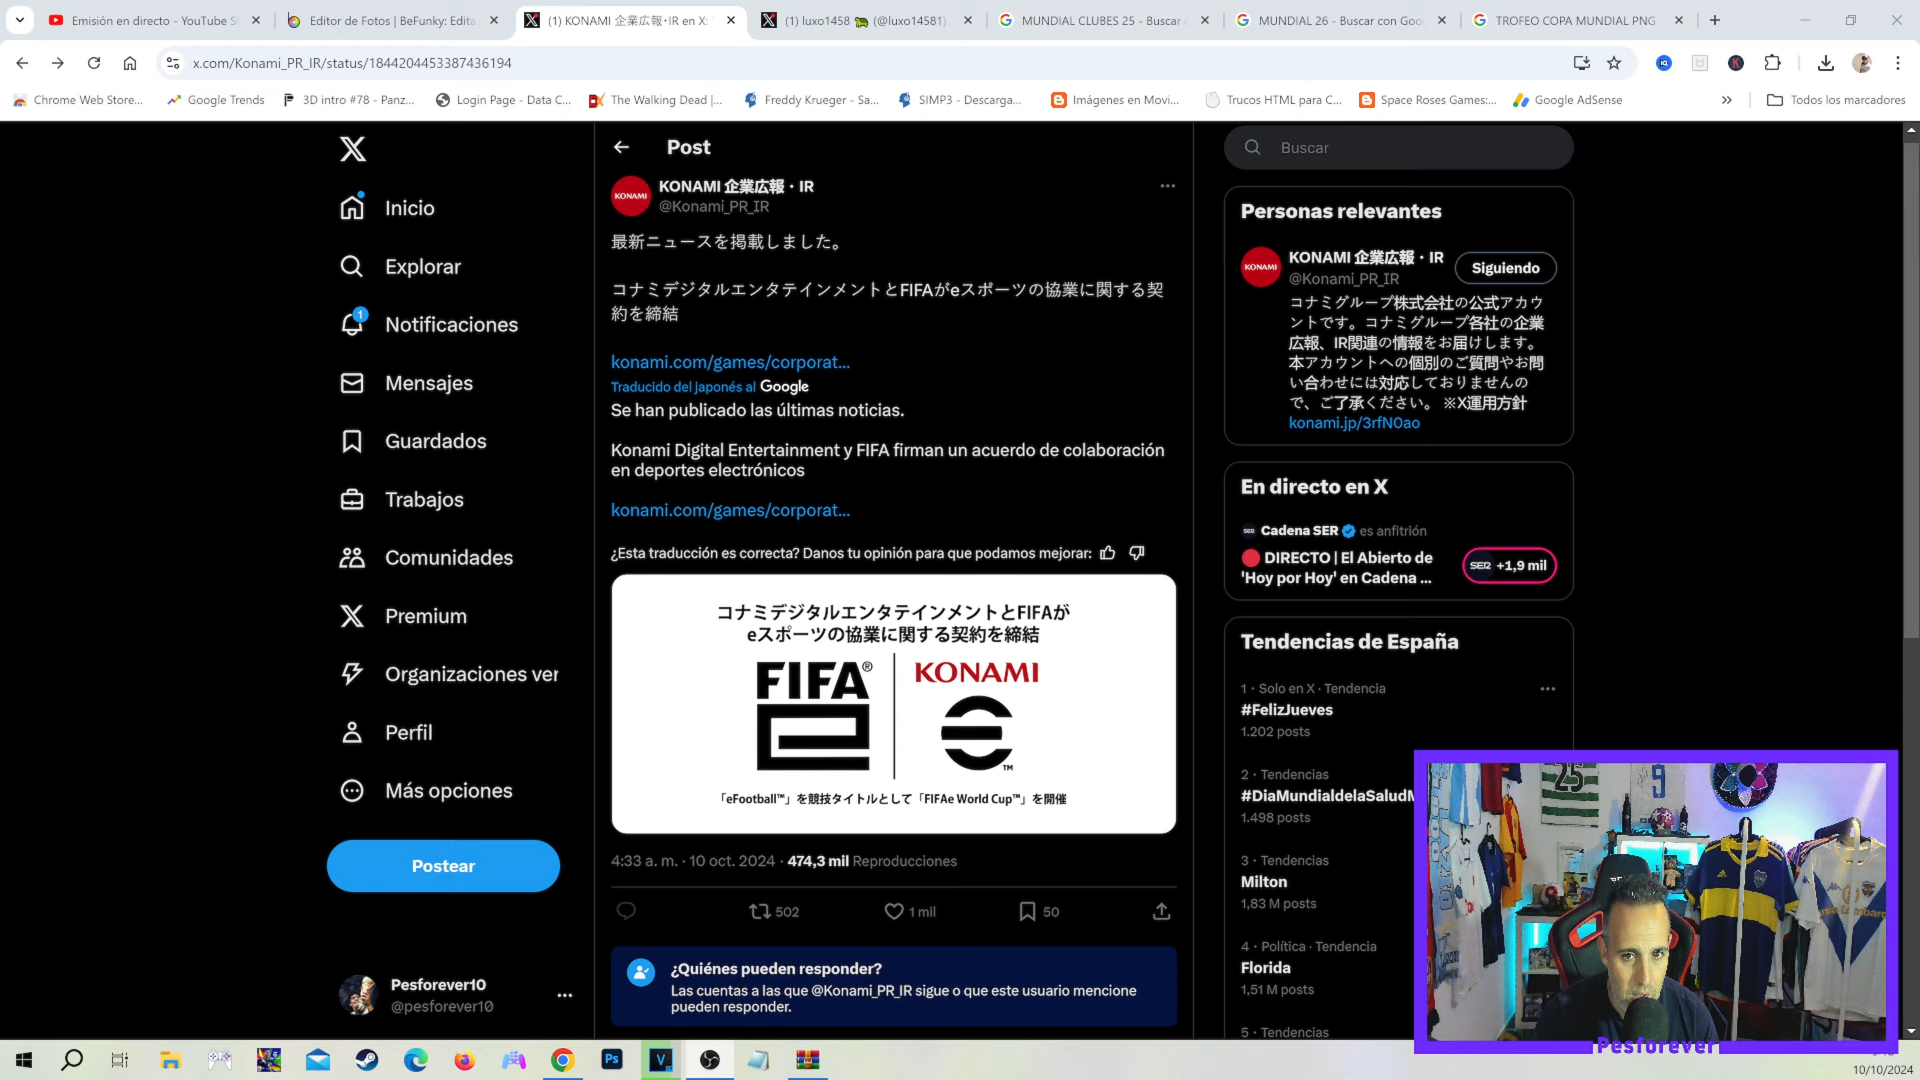 Emisión en directo - YouTube S
Editor de Fotos | BeFunky: Edita
(1) KONAMI 企業広報・IR en X:
(1) luxo1458 (@luxo14581)
MUNDIAL CLUBES 25 - Buscar c
MUNDIAL 26 - Buscar con Goo
TROFEO COPA MUNDIAL PNG
x.com/Konami_PR_IR/status/1844204453387436194
Chrome Web Store...
Google Trends
3D intro #78 - Panz...
Login Page - Data C...
The Walking Dead |...
Freddy Krueger - Sa...
SIMP3 - Descarga...
Imágenes en Movi...
Trucos HTML para C...
Space Roses Games:...
Google AdSense
Todos los marcadores
Inicio
Explorar
1
Notificaciones
Mensajes
Guardados
Trabajos
Comunidades
Premium
Organizaciones ver
Perfil
Más opciones
Postear
Pesforever10
@pesforever10
Post
KONAMI
KONAMI 企業広報・IR
@Konami_PR_IR
最新ニュースを掲載しました。
コナミデジタルエンタテインメントとFIFAがeスポーツの協業に関する契
約を締結
konami.com/games/corporat...
Traducido del japonés al Google
Se han publicado las últimas noticias.
Konami Digital Entertainment y FIFA firman un acuerdo de colaboración
en deportes electrónicos
konami.com/games/corporat...
¿Esta traducción es correcta? Danos tu opinión para que podamos mejorar:
コナミデジタルエンタテインメントとFIFAが
eスポーツの協業に関する契約を締結
FIFA®
KONAMI
TM
「eFootball™」を競技タイトルとして「FIFAe World Cup™」を開催
4:33 a. m. · 10 oct. 2024 · 474,3 mil Reproducciones
502
1 mil
50
¿Quiénes pueden responder?
Las cuentas a las que @Konami_PR_IR sigue o que este usuario mencione
pueden responder.
Buscar
Personas relevantes
KONAMI
KONAMI 企業広報・IR
@Konami_PR_IR
Siguiendo
コナミグループ株式会社の公式アカウ
ントです。コナミグループ各社の企業
広報、IR関連の情報をお届けします。
本アカウントへの個別のご質問やお問
い合わせには対応しておりませんの
で、ご了承ください。 ※X運用方針
konami.jp/3rfN0ao
En directo en X
SER Cadena SER es anfitrión
DIRECTO | El Abierto de
'Hoy por Hoy' en Cadena ...
SER +1,9 mil
Tendencias de España
1 · Solo en X · Tendencia
#FelizJueves
1.202 posts
2 · Tendencias
#DiaMundialdelaSaludM
1.498 posts
3 · Tendencias
Milton
1,83 M posts
4 · Política · Tendencia
Florida
1,51 M posts
5 · Tendencias
25
9
Pesforever
Ps
V
10/10/2024